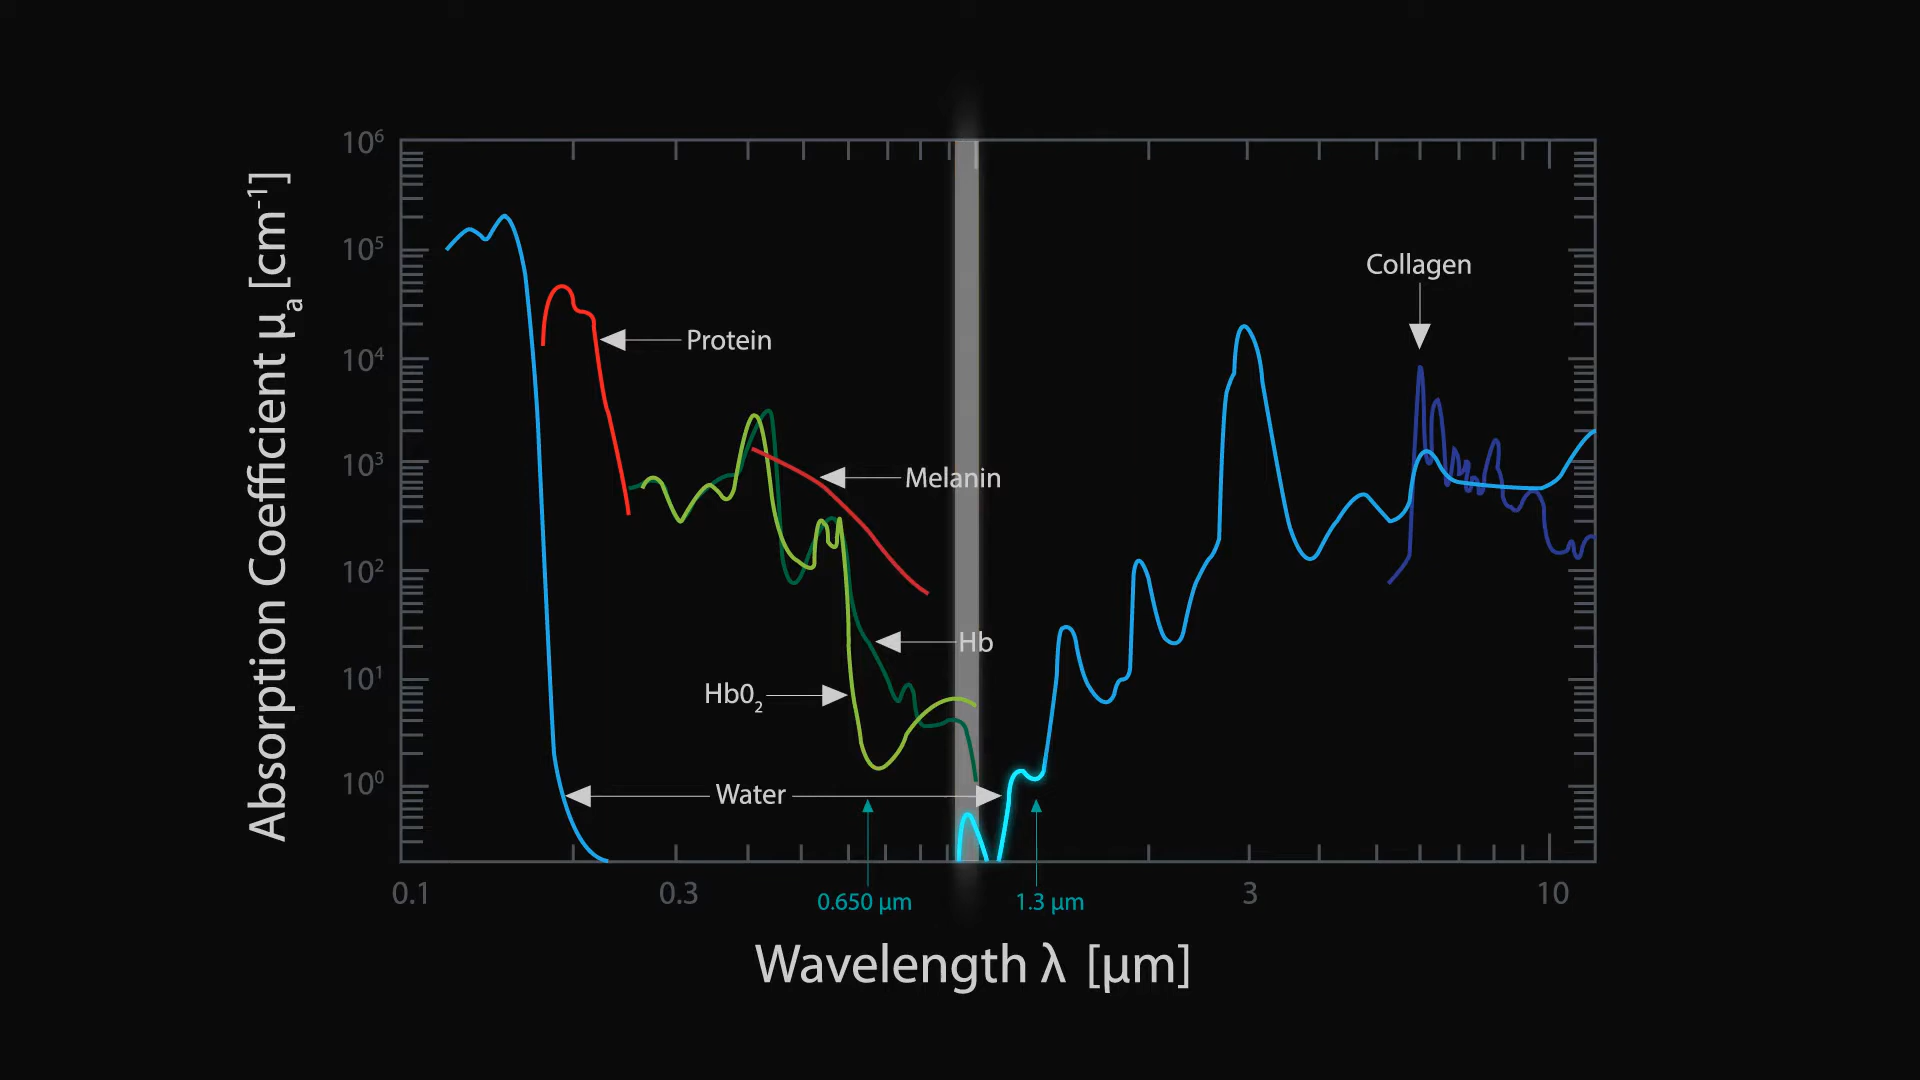 10⁶
10⁵
10⁴
10³
10²
10¹
10⁰
Absorption Coefficient μₐ [cm⁻¹]
Collagen
Protein
Melanin
Hb
Hb0₂
Water
0.1
0.3
0.650 μm
1.3 μm
3
10
Wavelength λ [μm]